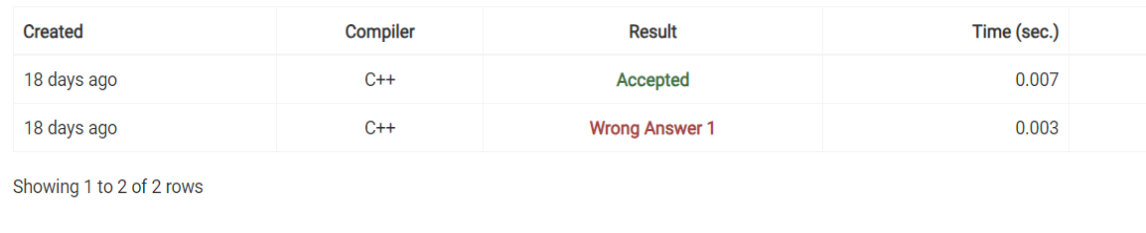 Created Compiler Result Time (sec.)
18 days ago C++ Accepted 0.007
18 days ago C++ Wrong Answer 1 0.003
Showing 1 to 2 of 2 rows